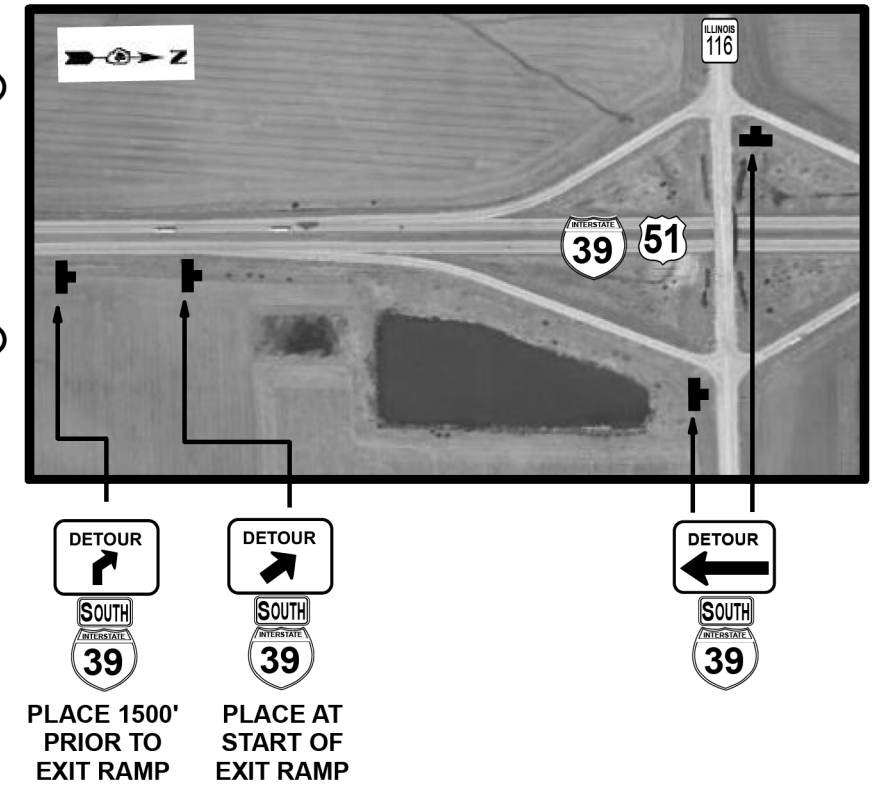 N
ILLINOIS
116
INTERSTATE
39
51
DETOUR
SOUTH
INTERSTATE
39
PLACE 1500'
PRIOR TO
EXIT RAMP
DETOUR
SOUTH
INTERSTATE
39
PLACE AT
START OF
EXIT RAMP
DETOUR
SOUTH
INTERSTATE
39